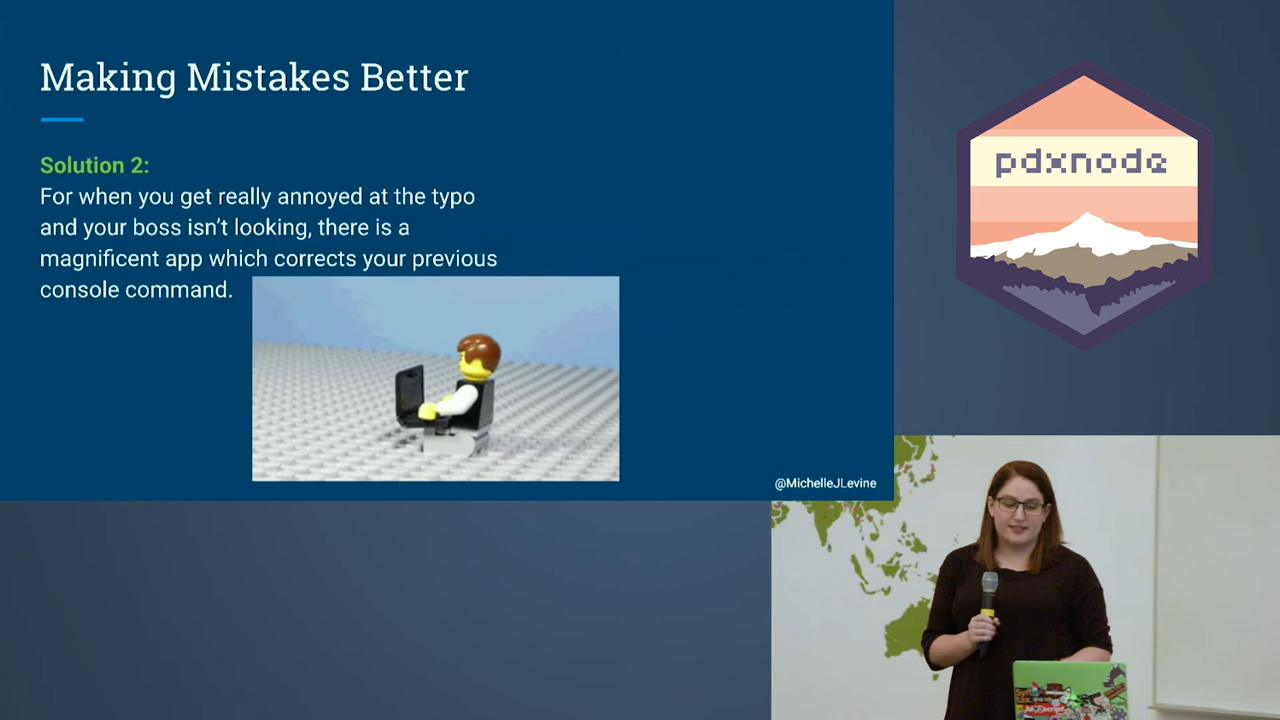 Making Mistakes Better
Solution 2:
For when you get really annoyed at the typo
and your boss isn't looking, there is a
magnificent app which corrects your previous
console command.
@MichelleJLevine
pdxnode